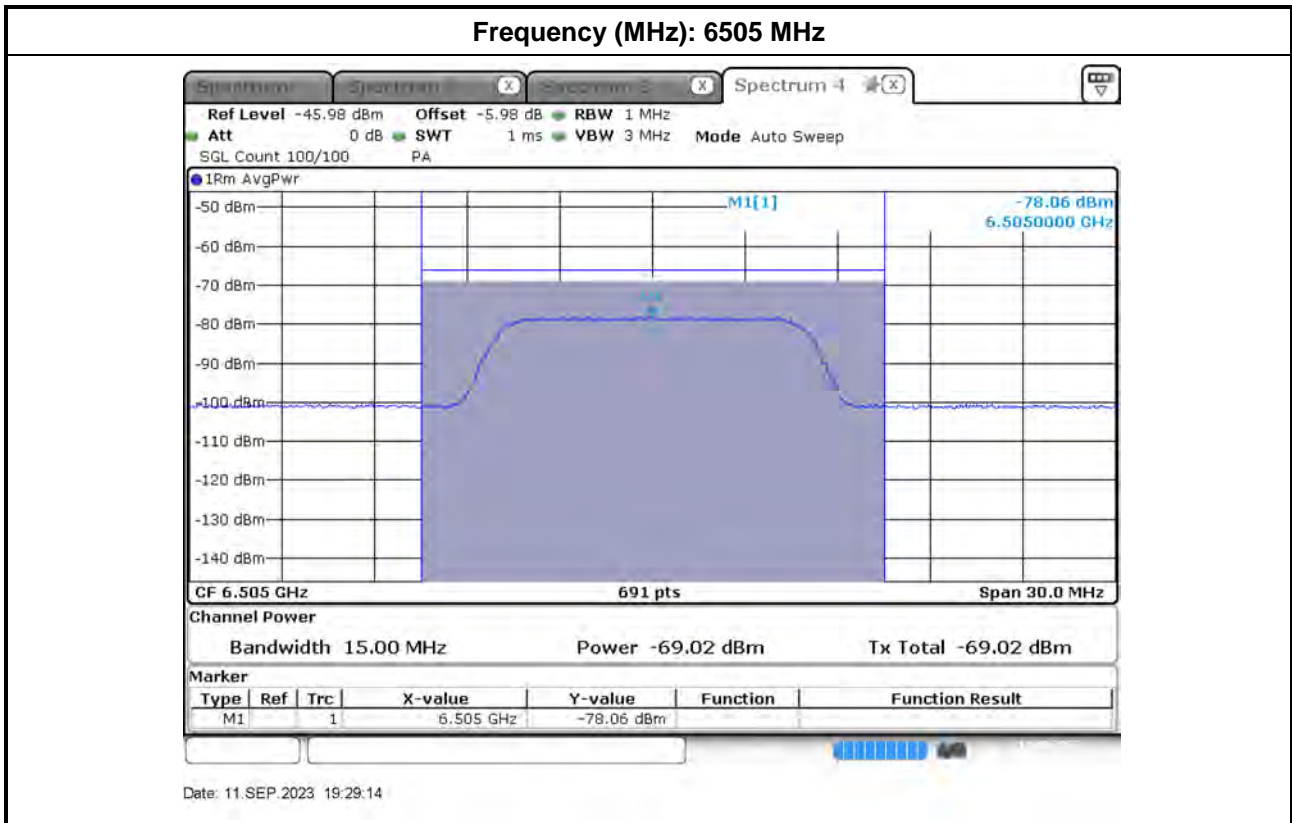 Frequency (MHz): 6505 MHz
Spectrum 4
Ref Level -45.98 dBm Offset -5.98 dB RBW 1 MHz
Att 0 dB SWT 1 ms VBW 3 MHz Mode Auto Sweep
SGL Count 100/100 PA
1Rm AvgPwr
M1[1] -78.06 dBm
6.5050000 GHz
-50 dBm
-60 dBm
-70 dBm
-80 dBm
-90 dBm
-100 dBm
-110 dBm
-120 dBm
-130 dBm
-140 dBm
CF 6.505 GHz 691 pts Span 30.0 MHz
Channel Power
Bandwidth 15.00 MHz Power -69.02 dBm Tx Total -69.02 dBm
Marker
Type Ref Trc X-value Y-value Function Function Result
M1 1 6.505 GHz -78.06 dBm
Date: 11.SEP.2023 19:29:14